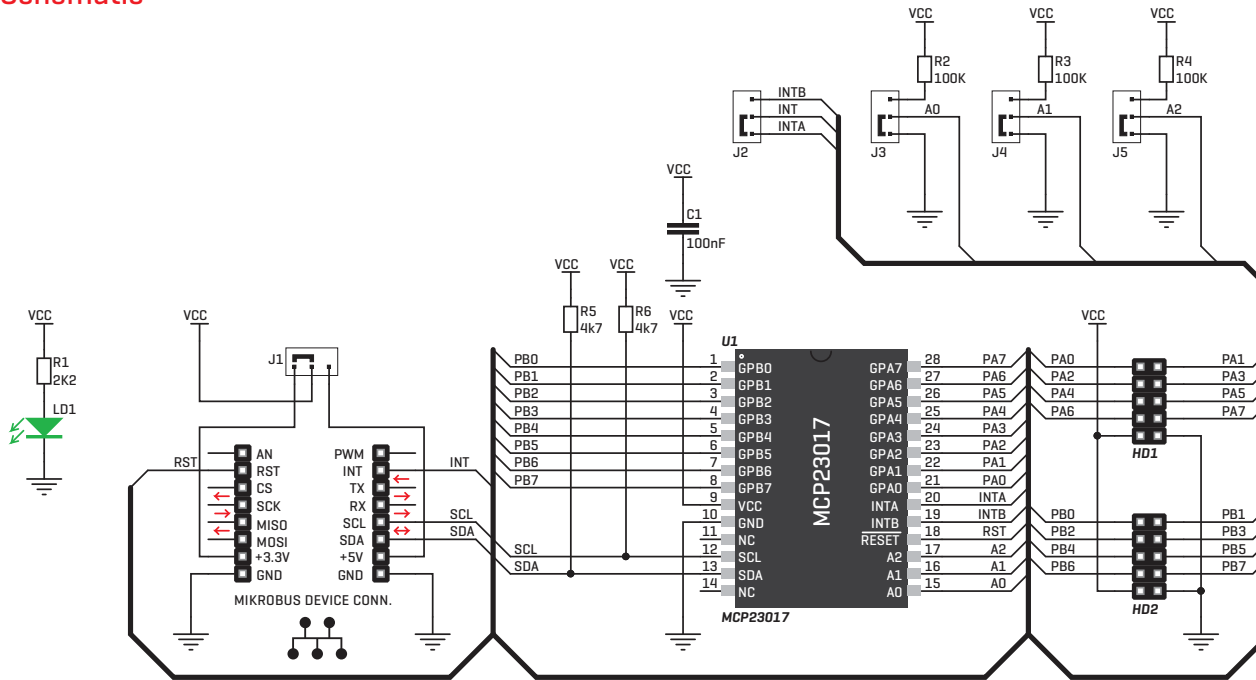 Schematic
VCC
VCC
VCC
R2
100K
R3
100K
R4
100K
INTB
INT
INTA
A0
A1
A2
J2
J3
J4
J5
VCC
C1
100nF
VCC
VCC
R5
4k7
R6
4k7
VCC
VCC
VCC
VCC
R1
2K2
LD1
J1
U1
PB0 1 GPB0 GPA7 28 PA7
PB1 2 GPB1 GPA6 27 PA6
PB2 3 GPB2 GPA5 26 PA5
PB3 4 GPB3 GPA4 25 PA4
PB4 5 GPB4 GPA3 24 PA3
PB5 6 GPB5 GPA2 23 PA2
PB6 7 GPB6 GPA1 22 PA1
PB7 8 GPB7 GPA0 21 PA0
9 VCC INTA 20 INTA
10 GND INTB 19 INTB
11 NC RESET 18 RST
SCL 12 SCL A2 17 A2
SDA 13 SDA A1 16 A1
14 NC A0 15 A0
MCP23017
MCP23017
PA0 PA1
PA2 PA3
PA4 PA5
PA6 PA7
HD1
PB0 PB1
PB2 PB3
PB4 PB5
PB6 PB7
HD2
AN PWM
RST RST INT INT
CS TX
SCK RX
MISO SCL SCL
MOSI SDA SDA
+3.3V +5V
GND GND
MIKROBUS DEVICE CONN.